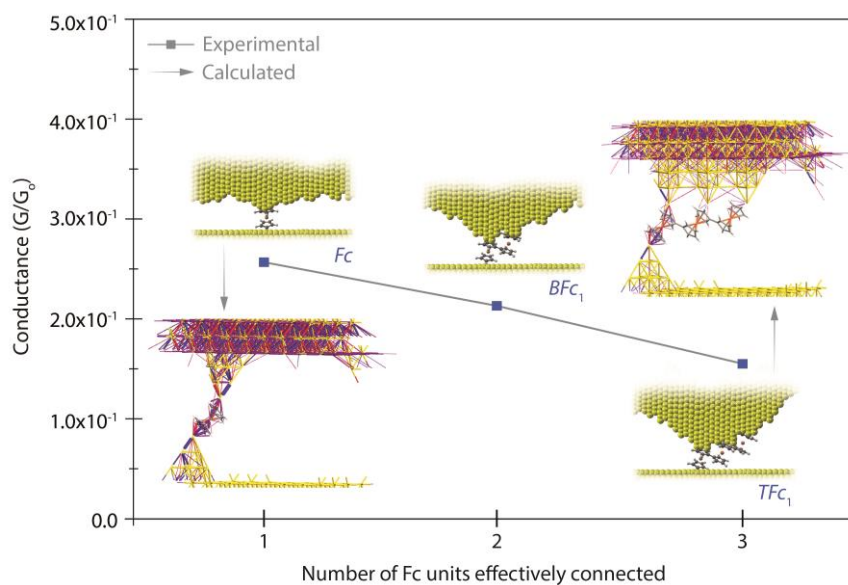 5.0x10⁻¹
Experimental
Calculated
4.0x10⁻¹
3.0x10⁻¹
Fc
BFc₁
2.0x10⁻¹
1.0x10⁻¹
TFc₁
0.0
1 2 3
Conductance (G/Gₒ)
Number of Fc units effectively connected